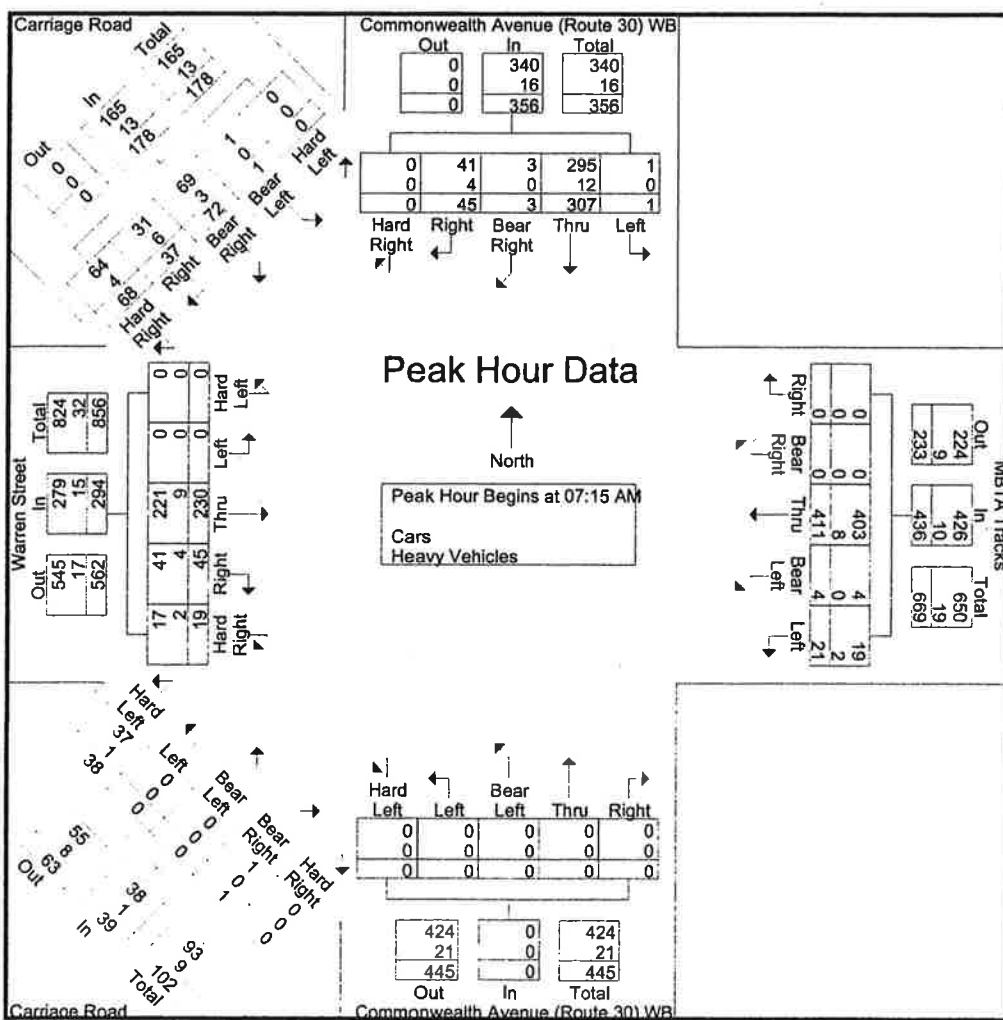 Carriage Road
Out In Total
0 165 165
0 13 13
0 178 178
64 31 69 1 0
4 6 3 0 0
68 37 72 1 0
Hard Right
Right
Bear Right
Bear Left
Hard Left
Commonwealth Avenue (Route 30) WB
Out In Total
0 340 340
0 16 16
0 356 356
0 41 3 295 1
0 4 0 12 0
0 45 3 307 1
Hard Right
Right
Bear Right
Thru
Left
Warren Street
Total In Out
824 279 545
32 15 17
856 294 562
0 0 221 41 17
0 0 9 4 2
0 0 230 45 19
Hard Left
Left
Thru
Right
Hard Right
Peak Hour Data
North
Peak Hour Begins at 07:15 AM
Cars
Heavy Vehicles
Right
Bear Right
Thru
Bear Left
Left
0 0 403 4 19
0 0 8 0 2
0 0 411 4 21
Out In Total
224 426 650
9 10 19
233 436 669
MBTA Tracks
Hard Left
Left
Bear Left
Bear Right
Hard Right
37 0 0 1 0
1 0 0 0 0
38 0 0 1 0
55 38 93
8 1 9
63 39 102
Out In Total
Carriage Road
Hard Left
Left
Bear Left
Thru
Right
0 0 0 0 0
0 0 0 0 0
0 0 0 0 0
424 0 424
21 0 21
445 0 445
Out In Total
Commonwealth Avenue (Route 30) WB